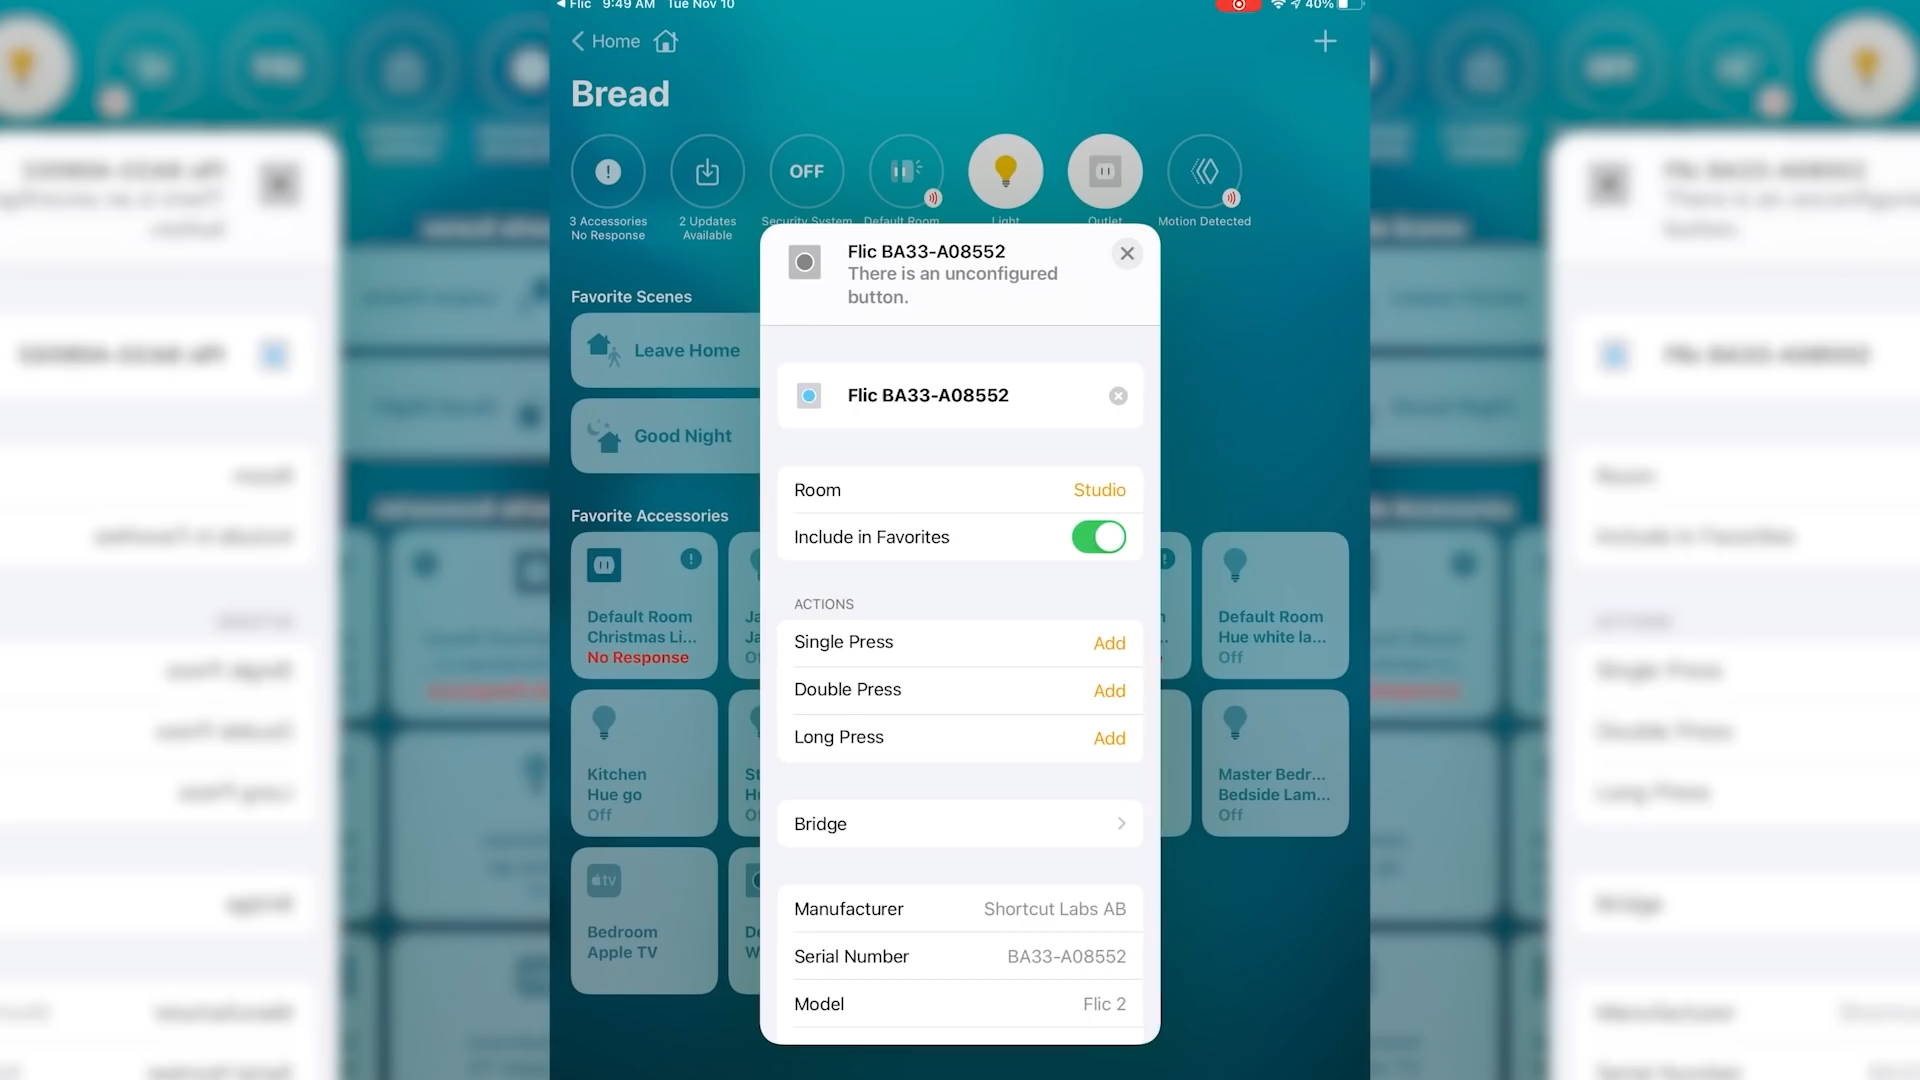 Flic 9:49 AM Tue Nov 10
40%
Home
Bread
OFF
3 Accessories
No Response
2 Updates
Available
Security System
Default Room
Light
Outlet
Motion Detected
Flic BA33-A08552
There is an unconfigured
button.
Favorite Scenes
Leave Home
Good Night
Flic BA33-A08552
Room Studio
Include in Favorites
Favorite Accessories
ACTIONS
Single Press Add
Double Press Add
Long Press Add
Default Room
Christmas Li...
No Response
Default Room
Hue white la...
Off
Kitchen
Hue go
Off
Master Bedr...
Bedside Lam...
Off
Bridge
tv
Bedroom
Apple TV
Manufacturer Shortcut Labs AB
Serial Number BA33-A08552
Model Flic 2